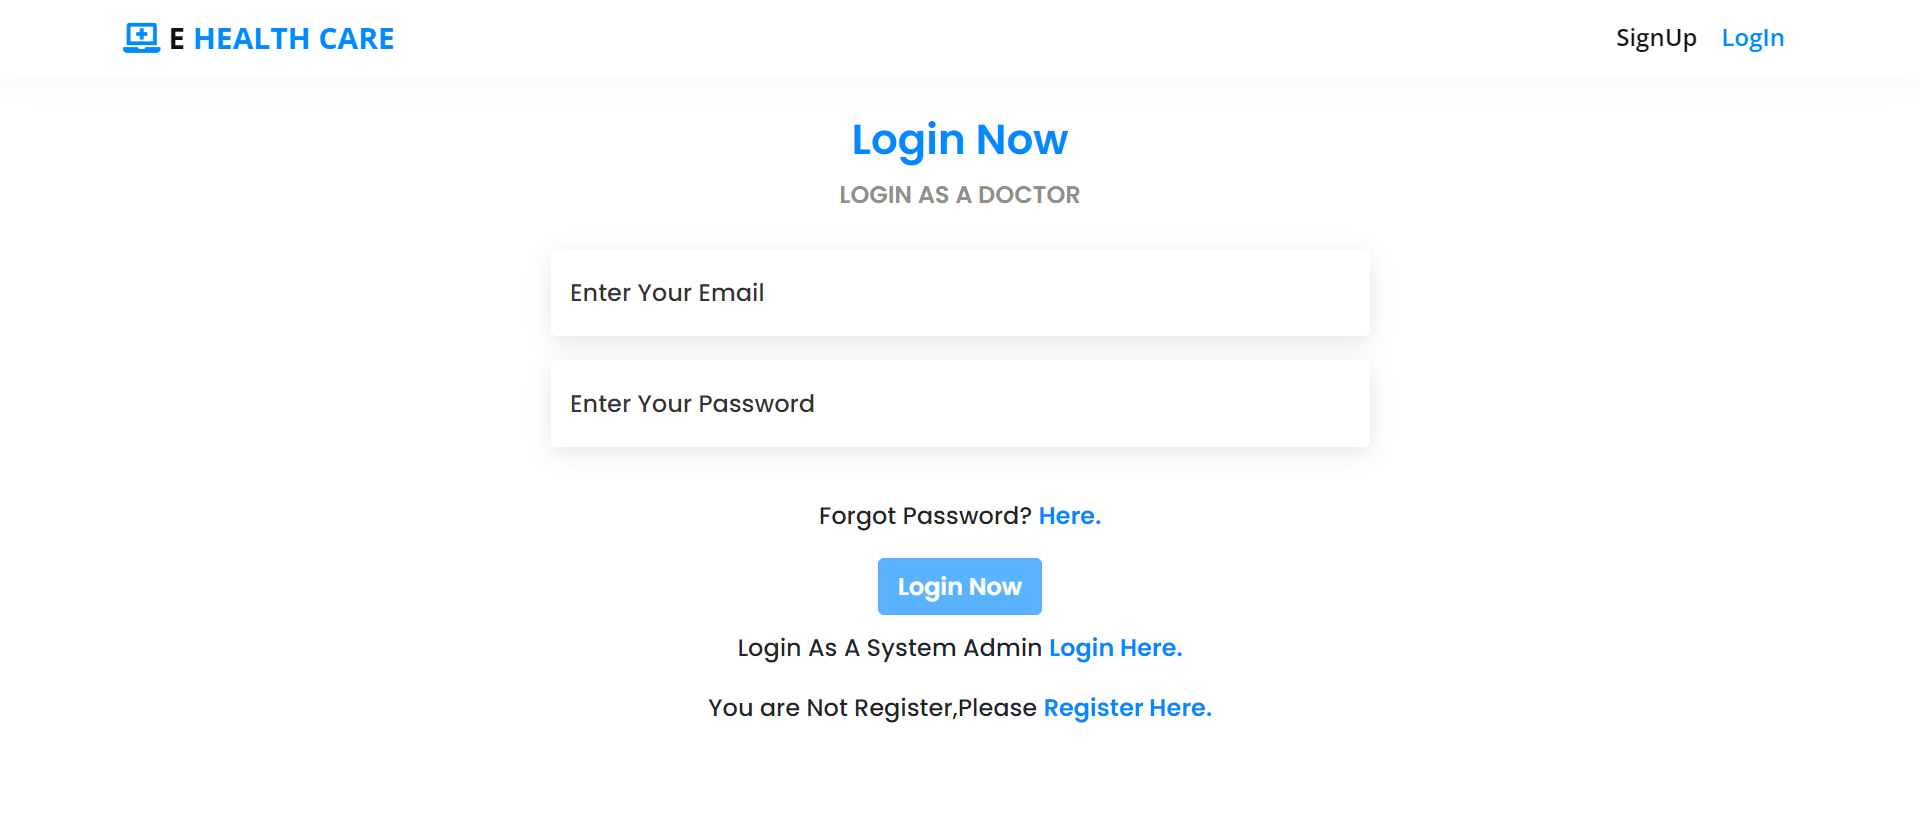 E HEALTH CARE
SignUp LogIn
Login Now
LOGIN AS A DOCTOR
Enter Your Email
Enter Your Password
Forgot Password? Here.
Login Now
Login As A System Admin Login Here.
You are Not Register,Please Register Here.